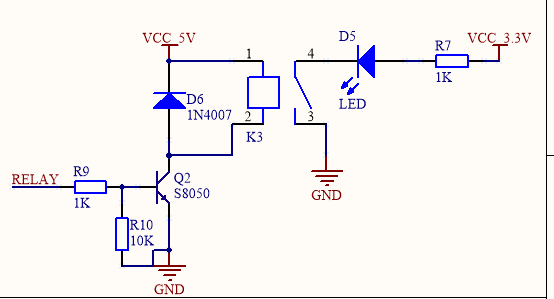 VCC_5V
1
4
D5
R7
VCC_3.3V
1K
LED
D6
1N4007
2
3
K3
GND
RELAY
R9
1K
Q2
S8050
R10
10K
GND